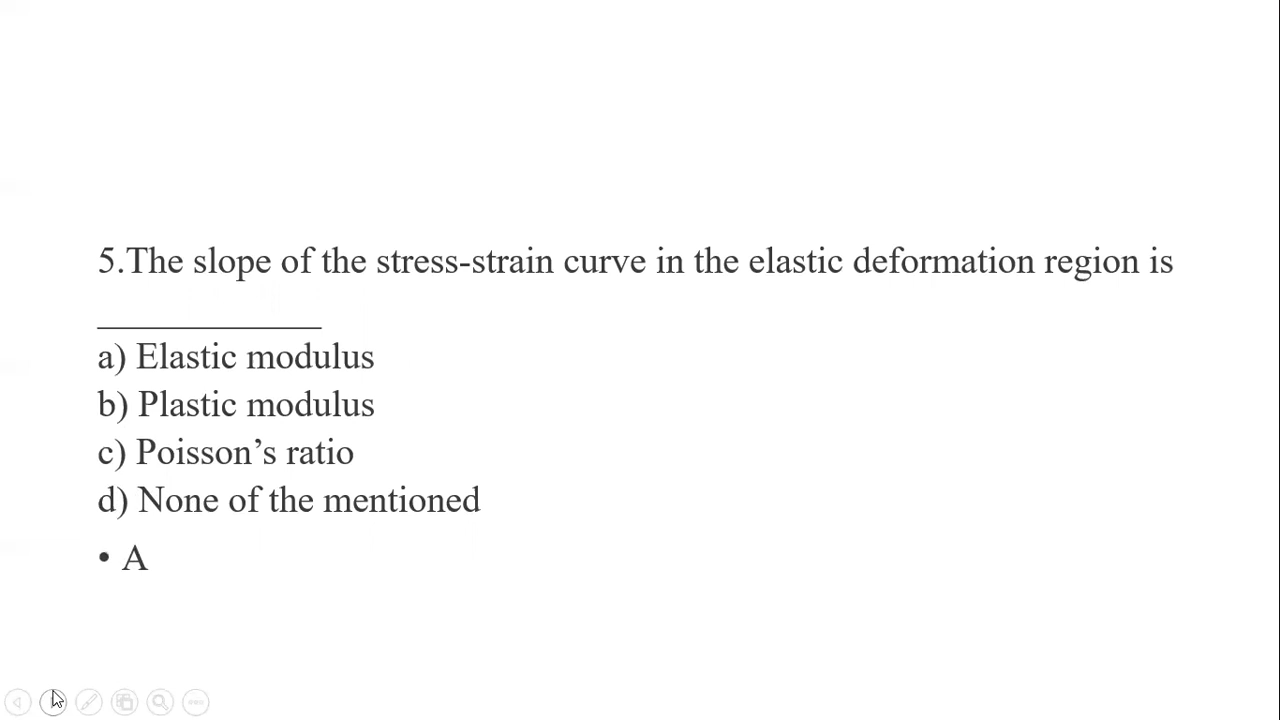 5.The slope of the stress-strain curve in the elastic deformation region is
____________
a) Elastic modulus
b) Plastic modulus
c) Poisson’s ratio
d) None of the mentioned
• A